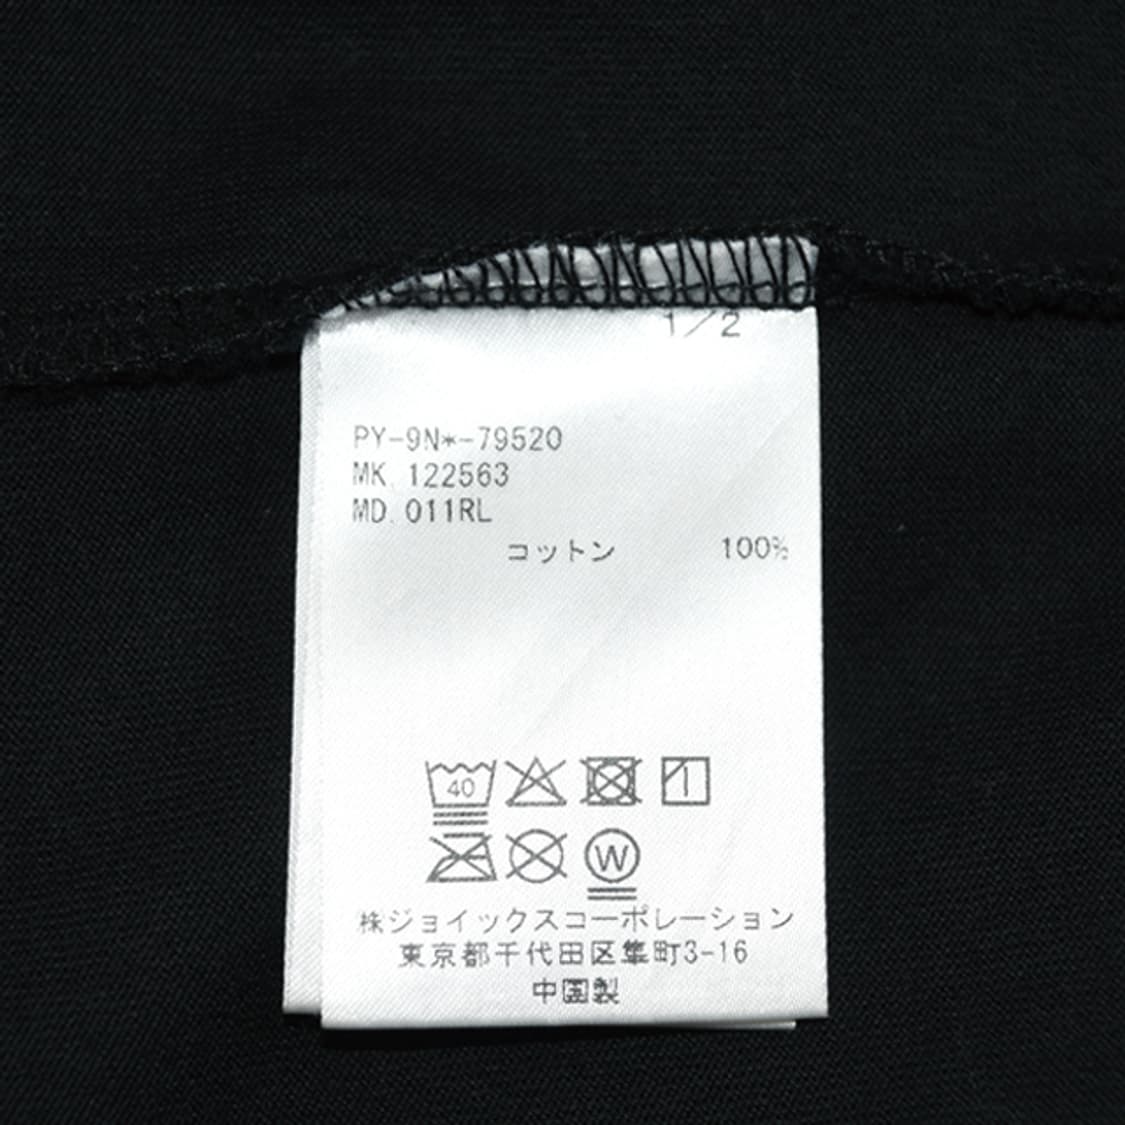 1/2
PY-9N*-79520
MK. 122563
MD. 011RL
コットン 100%
40
W
株ジョイックスコーポレーション
東京都千代田区隼町3-16
中国製